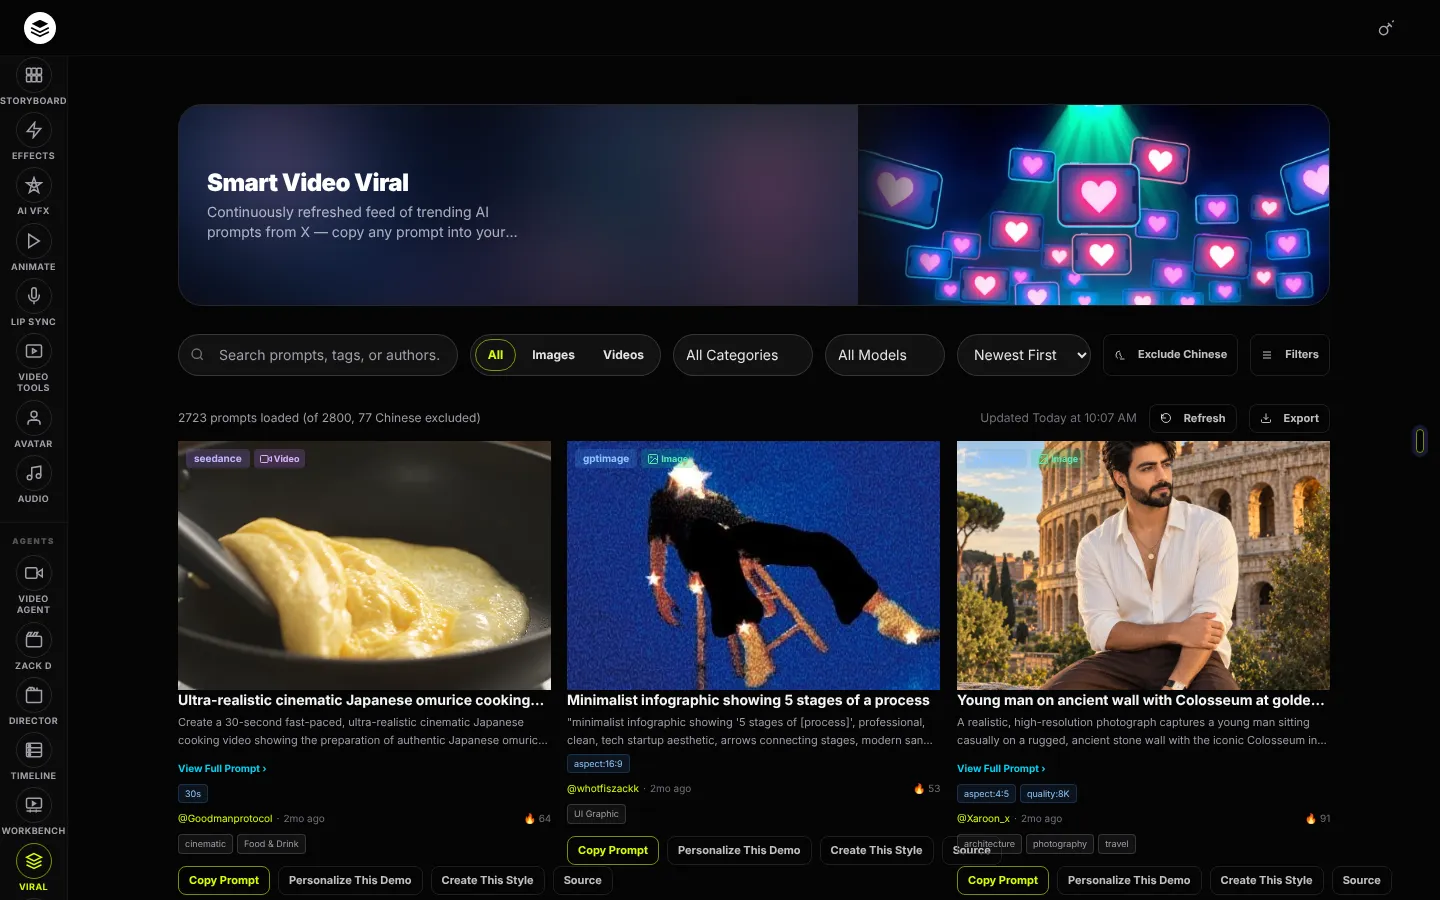 STORYBOARD
EFFECTS
AI VFX
ANIMATE
LIP SYNC
VIDEO
TOOLS
AVATAR
AUDIO
AGENTS
VIDEO
AGENT
ZACK D
DIRECTOR
TIMELINE
WORKBENCH
VIRAL
Smart Video Viral
Continuously refreshed feed of trending AI
prompts from X — copy any prompt into your...
Search prompts, tags, or authors.
All Images Videos
All Categories
All Models
Newest First
Exclude Chinese
Filters
2723 prompts loaded (of 2800, 77 Chinese excluded)
Updated Today at 10:07 AM
Refresh
Export
seedance Video
Ultra-realistic cinematic Japanese omurice cooking...
Create a 30-second fast-paced, ultra-realistic cinematic Japanese
cooking video showing the preparation of authentic Japanese omuric...
View Full Prompt ›
30s
@Goodmanprotocol · 2mo ago 64
cinematic Food & Drink
Copy Prompt Personalize This Demo Create This Style Source
gptimage Image
Minimalist infographic showing 5 stages of a process
"minimalist infographic showing '5 stages of [process]', professional,
clean, tech startup aesthetic, arrows connecting stages, modern san...
aspect:16:9
@whotfiszackk · 2mo ago 53
UI Graphic
Copy Prompt Personalize This Demo Create This Style Source
Image
Young man on ancient wall with Colosseum at golde...
A realistic, high-resolution photograph captures a young man sitting
casually on a rugged, ancient stone wall with the iconic Colosseum in...
View Full Prompt ›
aspect:4:5 quality:8K
@Xaroon_x · 2mo ago 91
architecture photography travel
Copy Prompt Personalize This Demo Create This Style Source